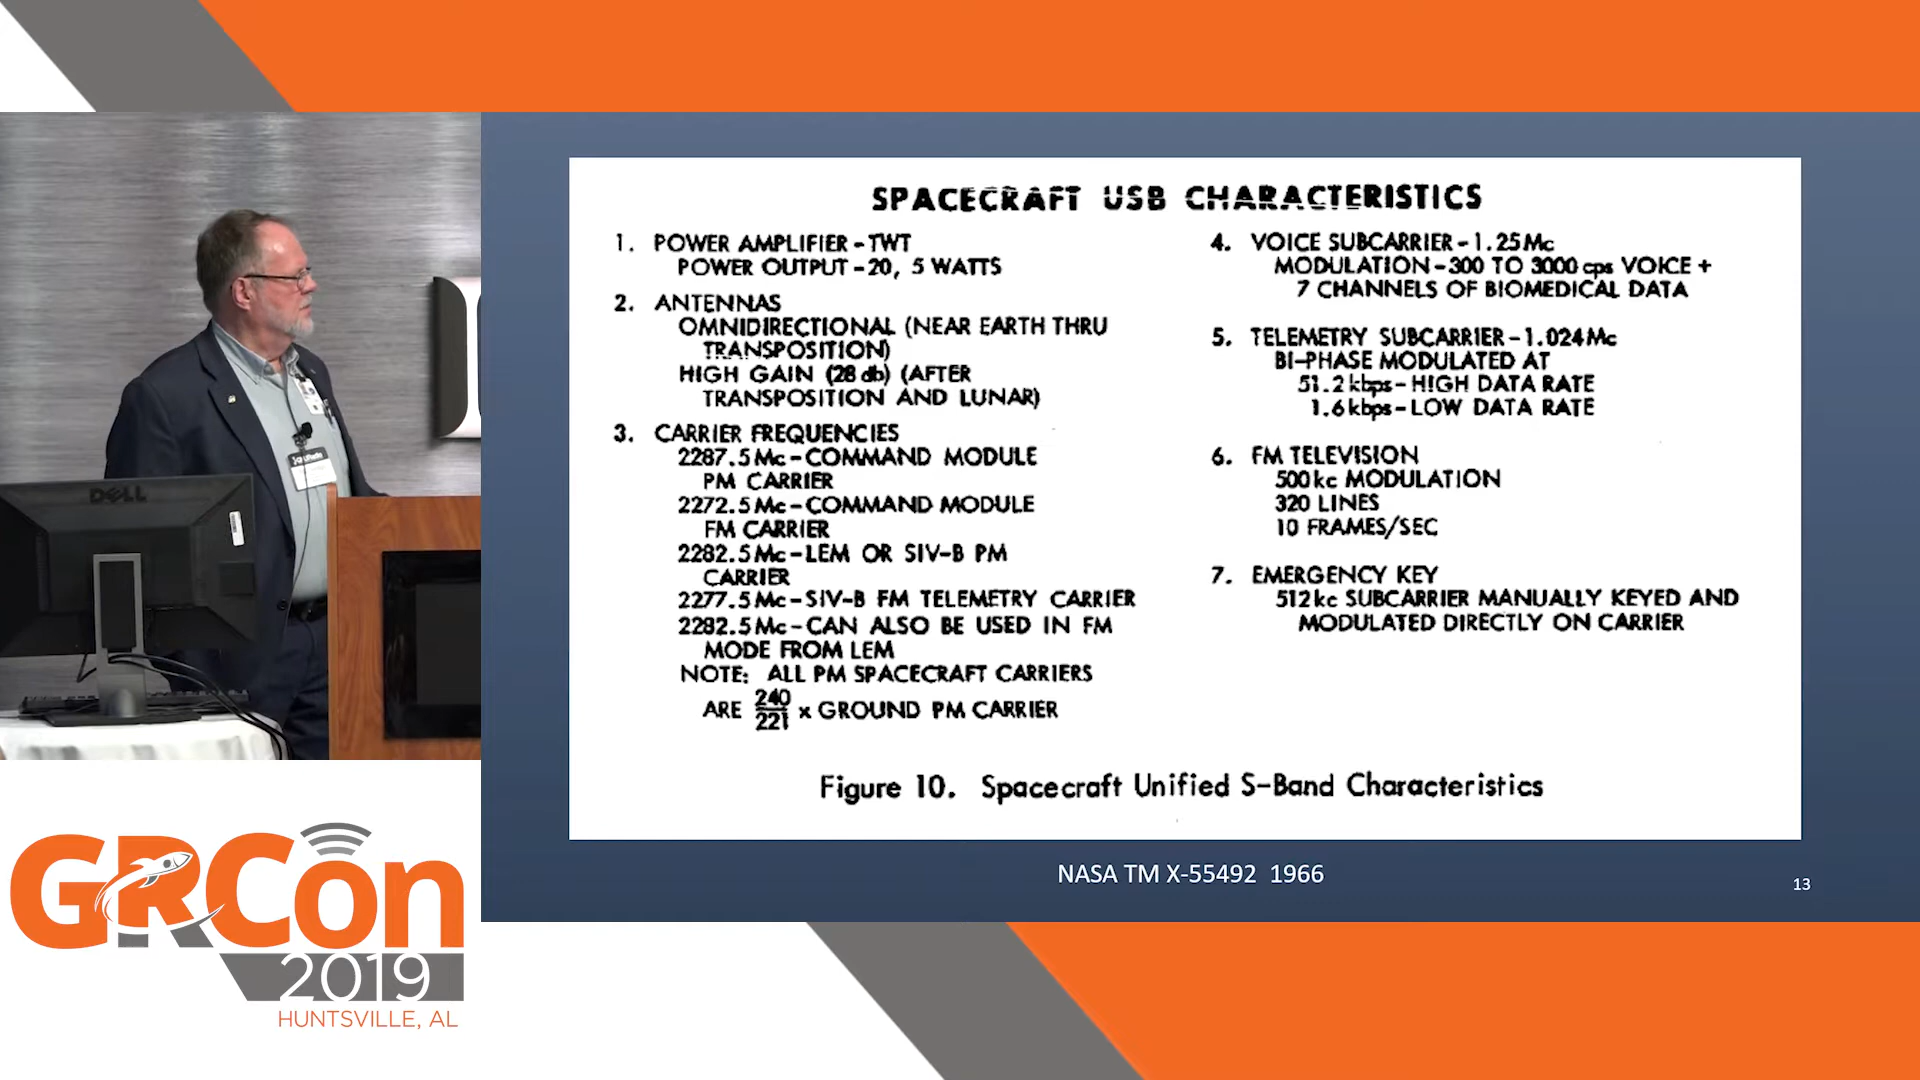 SPACECRAFT USB CHARACTERISTICS
1. POWER AMPLIFIER - TWT
POWER OUTPUT - 20, 5 WATTS
2. ANTENNAS
OMNIDIRECTIONAL (NEAR EARTH THRU
TRANSPOSITION)
HIGH GAIN (28 db) (AFTER
TRANSPOSITION AND LUNAR)
3. CARRIER FREQUENCIES
2287.5 Mc - COMMAND MODULE
PM CARRIER
2272.5 Mc - COMMAND MODULE
FM CARRIER
2282.5 Mc - LEM OR SIV-B PM
CARRIER
2277.5 Mc - SIV-B FM TELEMETRY CARRIER
2282.5 Mc - CAN ALSO BE USED IN FM
MODE FROM LEM
NOTE: ALL PM SPACECRAFT CARRIERS
ARE 240/221 x GROUND PM CARRIER
4. VOICE SUBCARRIER - 1.25 Mc
MODULATION - 300 TO 3000 cps VOICE +
7 CHANNELS OF BIOMEDICAL DATA
5. TELEMETRY SUBCARRIER - 1.024 Mc
BI-PHASE MODULATED AT
51.2 kbps - HIGH DATA RATE
1.6 kbps - LOW DATA RATE
6. FM TELEVISION
500 kc MODULATION
320 LINES
10 FRAMES/SEC
7. EMERGENCY KEY
512 kc SUBCARRIER MANUALLY KEYED AND
MODULATED DIRECTLY ON CARRIER
Figure 10. Spacecraft Unified S-Band Characteristics
NASA TM X-55492 1966
13
DELL
GRCon
2019
HUNTSVILLE, AL